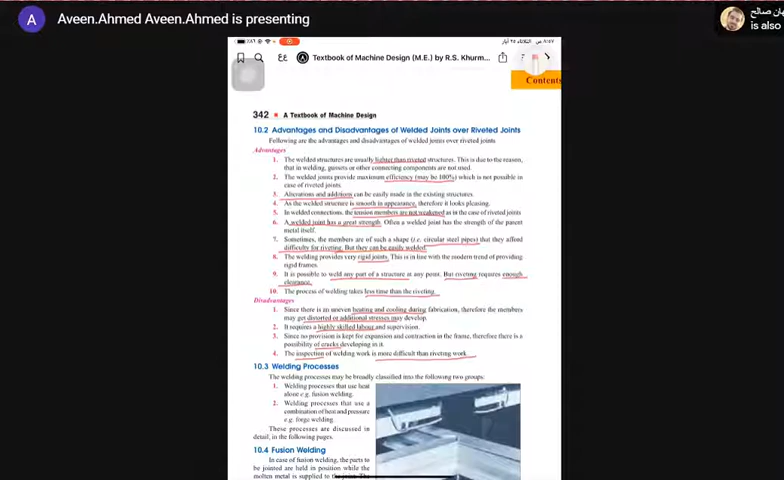 A Aveen.Ahmed Aveen.Ahmed is presenting
صالح
is also
Textbook of Machine Design (M.E.) by R.S. Khurm...
Contents
342 ■ A Textbook of Machine Design
10.2 Advantages and Disadvantages of Welded Joints over Riveted Joints
Following are the advantages and disadvantages of welded joints over riveted joints
Advantages
1. The welded structures are usually lighter than riveted structures. This is due to the reason,
that in welding, gussets or other connecting components are not used.
2. The welded joints provide maximum efficiency (may be 100%) which is not possible in
case of riveted joints.
3. Alterations and additions can be easily made in the existing structures.
4. As the welded structure is smooth in appearance, therefore it looks pleasing.
5. In welded connections, the tension members are not weakened as in the case of riveted joints
6. A welded joint has a great strength. Often a welded joint has the strength of the parent
metal itself.
7. Sometimes, the members are of such a shape (i.e. circular steel pipes) that they afford
difficulty for riveting. But they can be easily welded.
8. The welding provides very rigid joints. This is in line with the modern trend of providing
rigid frames.
9. It is possible to weld any part of a structure at any point. But riveting requires enough
clearance.
10. The process of welding takes less time than the riveting.
Disadvantages
1. Since there is an uneven heating and cooling during fabrication, therefore the members
may get distorted or additional stresses may develop.
2. It requires a highly skilled labour and supervision.
3. Since no provision is kept for expansion and contraction in the frame, therefore there is a
possibility of cracks developing in it.
4. The inspection of welding work is more difficult than riveting work.
10.3 Welding Processes
The welding processes may be broadly classified into the following two groups:
1. Welding processes that use heat
alone e.g. fusion welding.
2. Welding processes that use a
combination of heat and pressure
e.g. forge welding.
These processes are discussed in
detail, in the following pages.
10.4 Fusion Welding
In case of fusion welding, the parts to
be jointed are held in position while the
molten metal is supplied to the joint. The